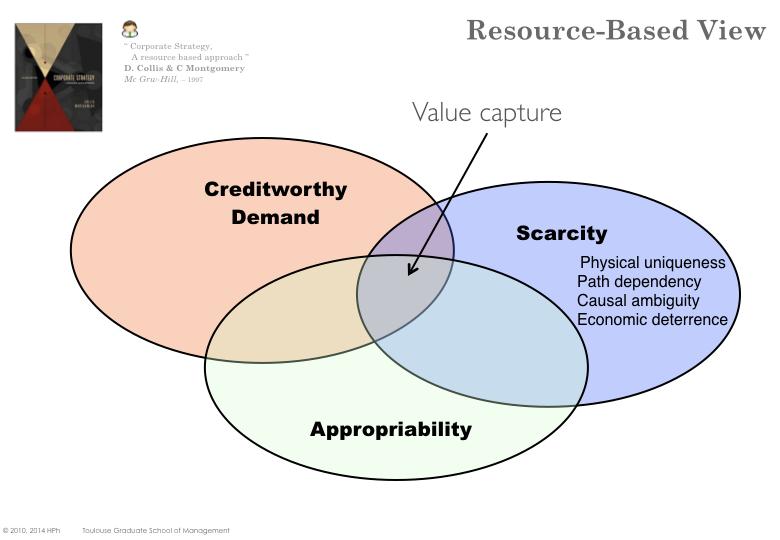 Resource-Based View
" Corporate Strategy,
A resource based approach "
D. Collis & C Montgomery
Mc Graw-Hill, – 1997
CORPORATE STRATEGY
Value capture
Creditworthy
Demand
Scarcity
Physical uniqueness
Path dependency
Causal ambiguity
Economic deterrence
Appropriability
© 2010, 2014 HPh Toulouse Graduate School of Management